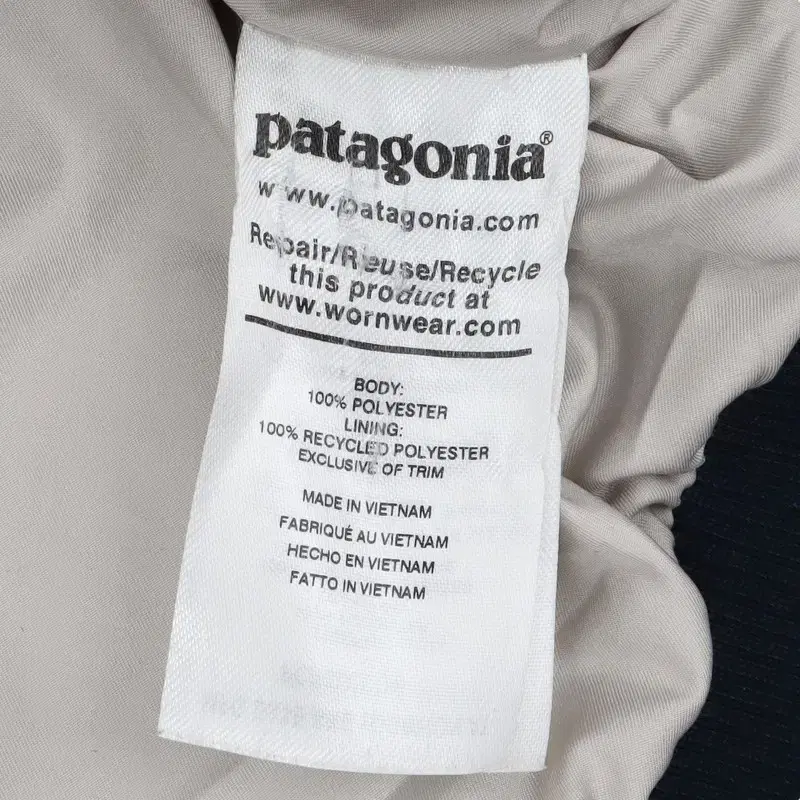 patagonia®
www.patagonia.com
Repair/Reuse/Recycle
this product at
www.wornwear.com
BODY:
100% POLYESTER
LINING:
100% RECYCLED POLYESTER
EXCLUSIVE OF TRIM
MADE IN VIETNAM
FABRIQUÉ AU VIETNAM
HECHO EN VIETNAM
FATTO IN VIETNAM